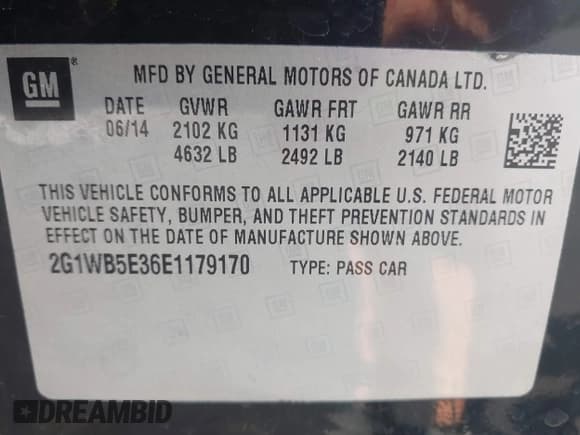 GM®
MFD BY GENERAL MOTORS OF CANADA LTD.
DATE GVWR GAWR FRT GAWR RR
06/14 2102 KG 1131 KG 971 KG
4632 LB 2492 LB 2140 LB
THIS VEHICLE CONFORMS TO ALL APPLICABLE U.S. FEDERAL MOTOR
VEHICLE SAFETY, BUMPER, AND THEFT PREVENTION STANDARDS IN
EFFECT ON THE DATE OF MANUFACTURE SHOWN ABOVE.
2G1WB5E36E1179170 TYPE: PASS CAR
DREAMBID